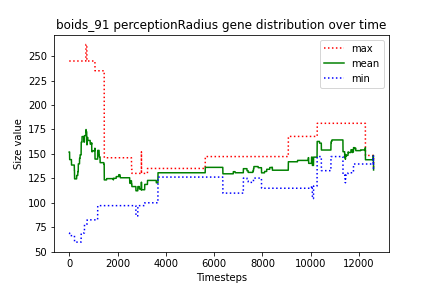 boids_91 perceptionRadius gene distribution over time
max
mean
min
250
225
200
175
150
125
100
75
50
Size value
0
2000
4000
6000
8000
10000
12000
Timesteps